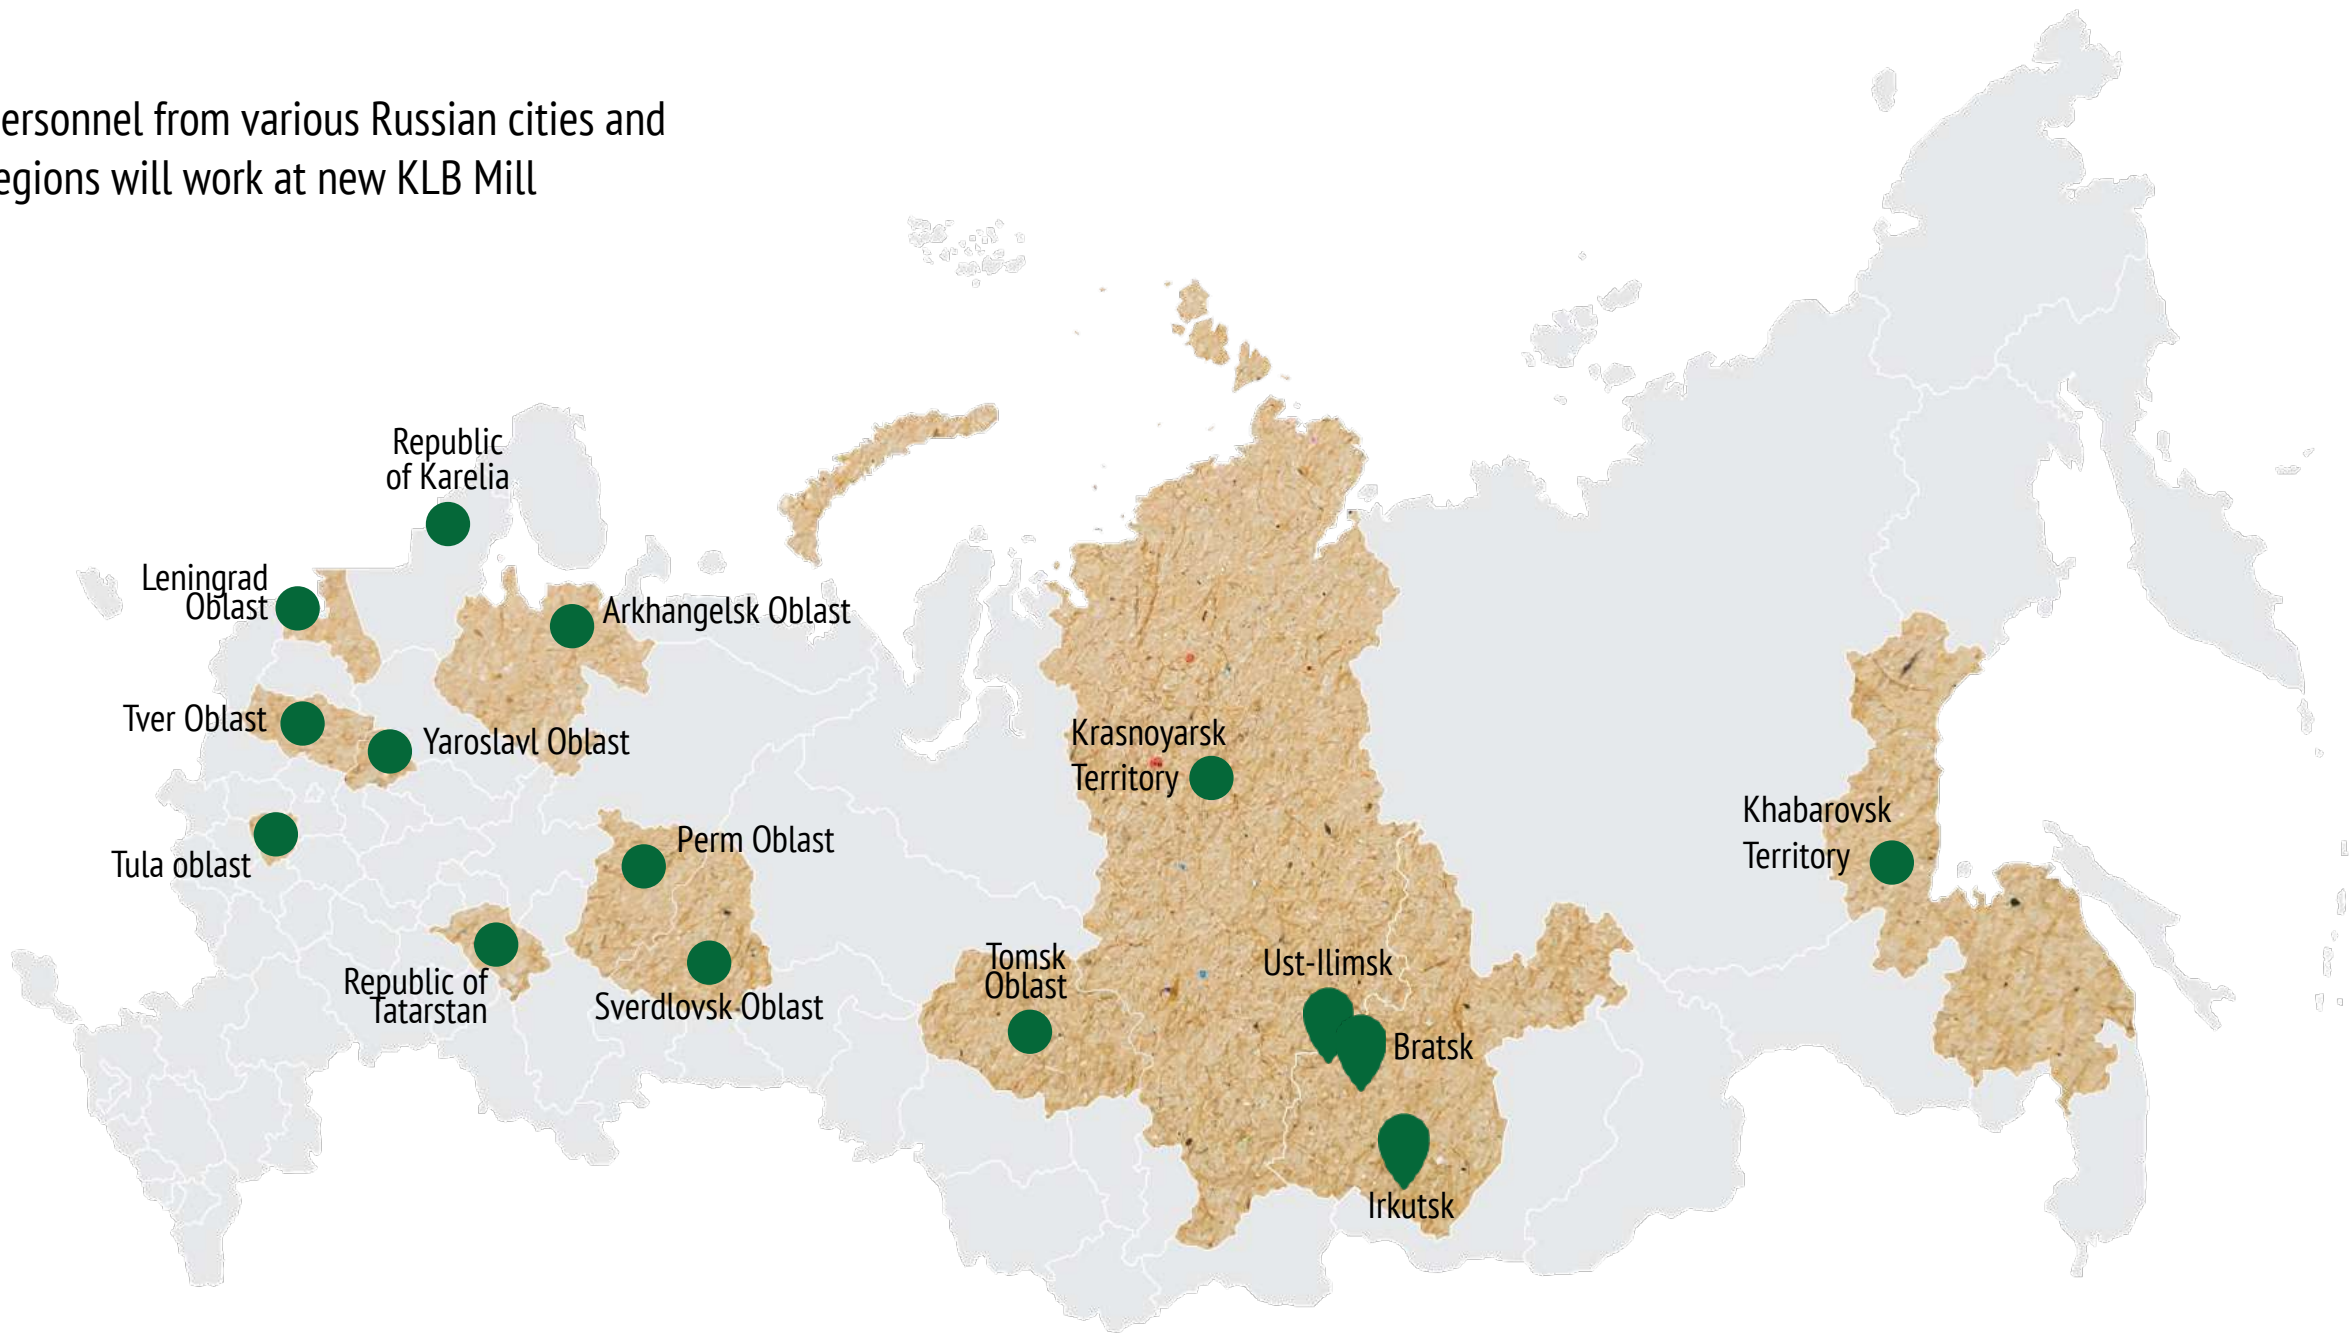 ersonnel from various Russian cities and
egions will work at new KLB Mill
Republic
of Karelia
Leningrad
Oblast
Arkhangelsk Oblast
Tver Oblast
Yaroslavl Oblast
Tula oblast
Perm Oblast
Republic of
Tatarstan
Sverdlovsk Oblast
Krasnoyarsk
Territory
Tomsk
Oblast
Ust-Ilimsk
Bratsk
Irkutsk
Khabarovsk
Territory